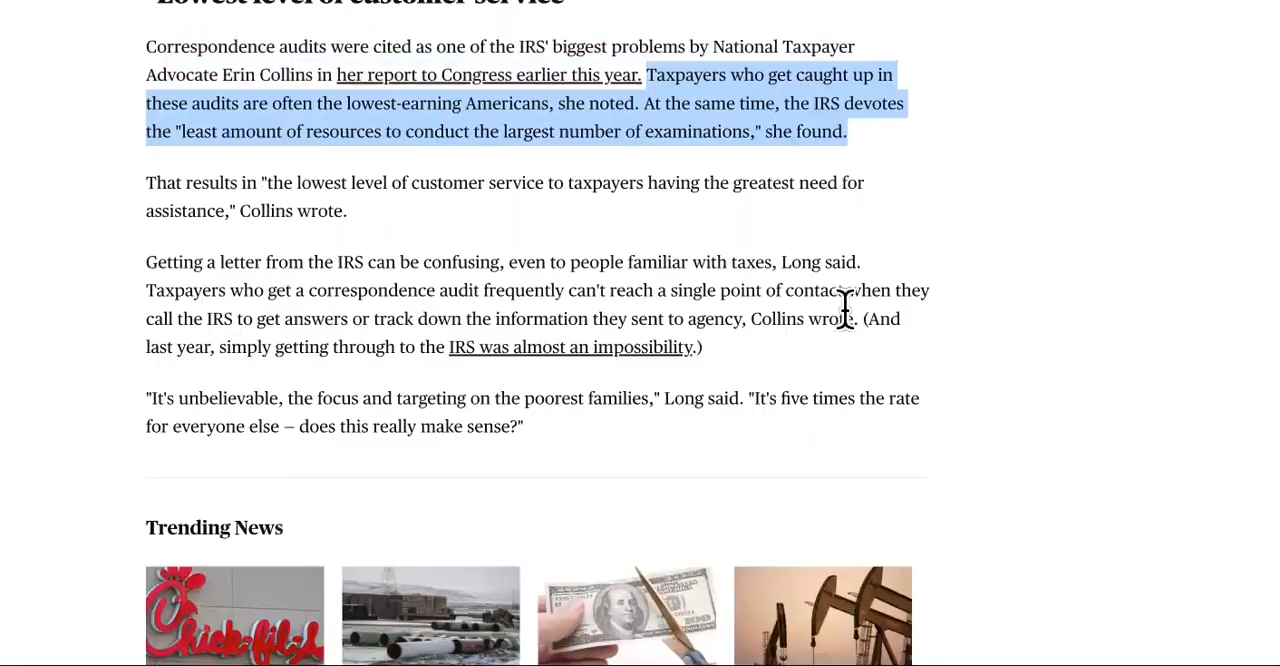 "Lowest level of customer service"
Correspondence audits were cited as one of the IRS' biggest problems by National Taxpayer
Advocate Erin Collins in her report to Congress earlier this year. Taxpayers who get caught up in
these audits are often the lowest-earning Americans, she noted. At the same time, the IRS devotes
the "least amount of resources to conduct the largest number of examinations," she found.
That results in "the lowest level of customer service to taxpayers having the greatest need for
assistance," Collins wrote.
Getting a letter from the IRS can be confusing, even to people familiar with taxes, Long said.
Taxpayers who get a correspondence audit frequently can't reach a single point of contact when they
call the IRS to get answers or track down the information they sent to agency, Collins wrote. (And
last year, simply getting through to the IRS was almost an impossibility.)
"It's unbelievable, the focus and targeting on the poorest families," Long said. "It's five times the rate
for everyone else — does this really make sense?"
Trending News
Chick-fil-A